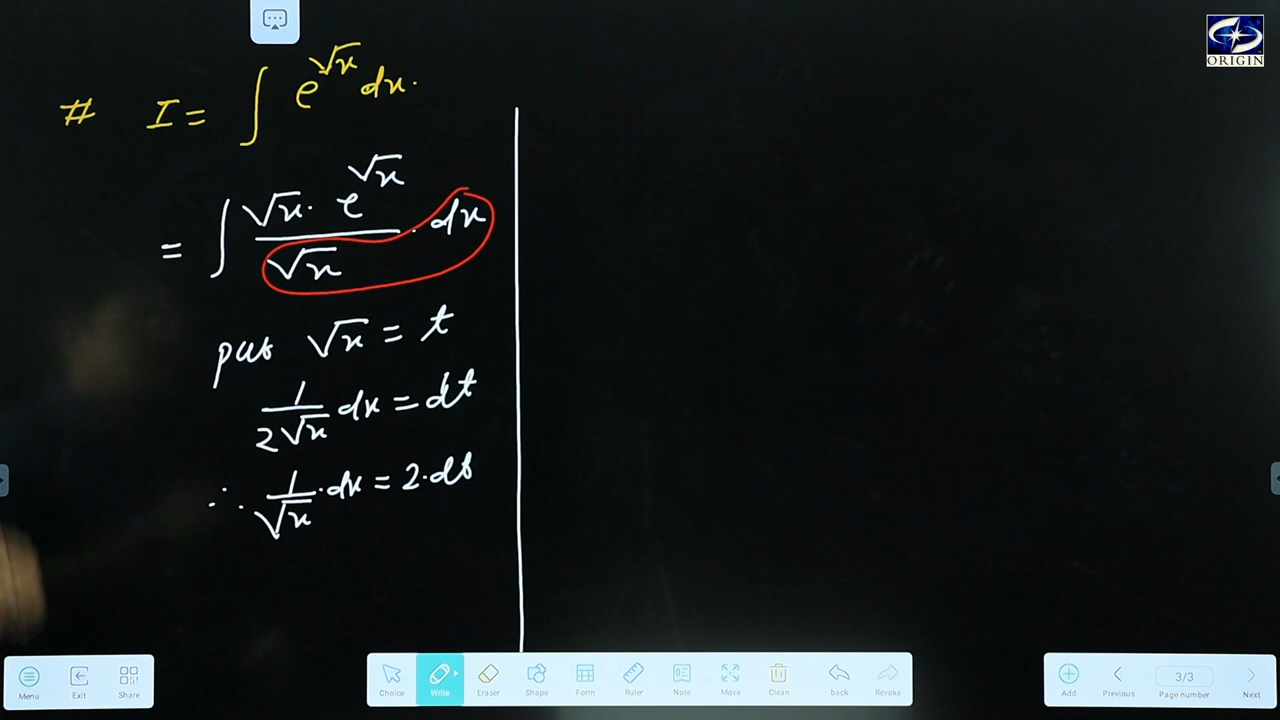 ORIGIN
# I = ∫ e^√x dx.
= ∫ (√x · e^√x)/√x · dx
put √x = t
1/(2√x) dx = dt
∴ 1/√x · dx = 2·dt
Menu Exit Share Choice Write Eraser Shape Form Ruler Note Move Clean back Revoke Add Previous 3/3 Page number Next